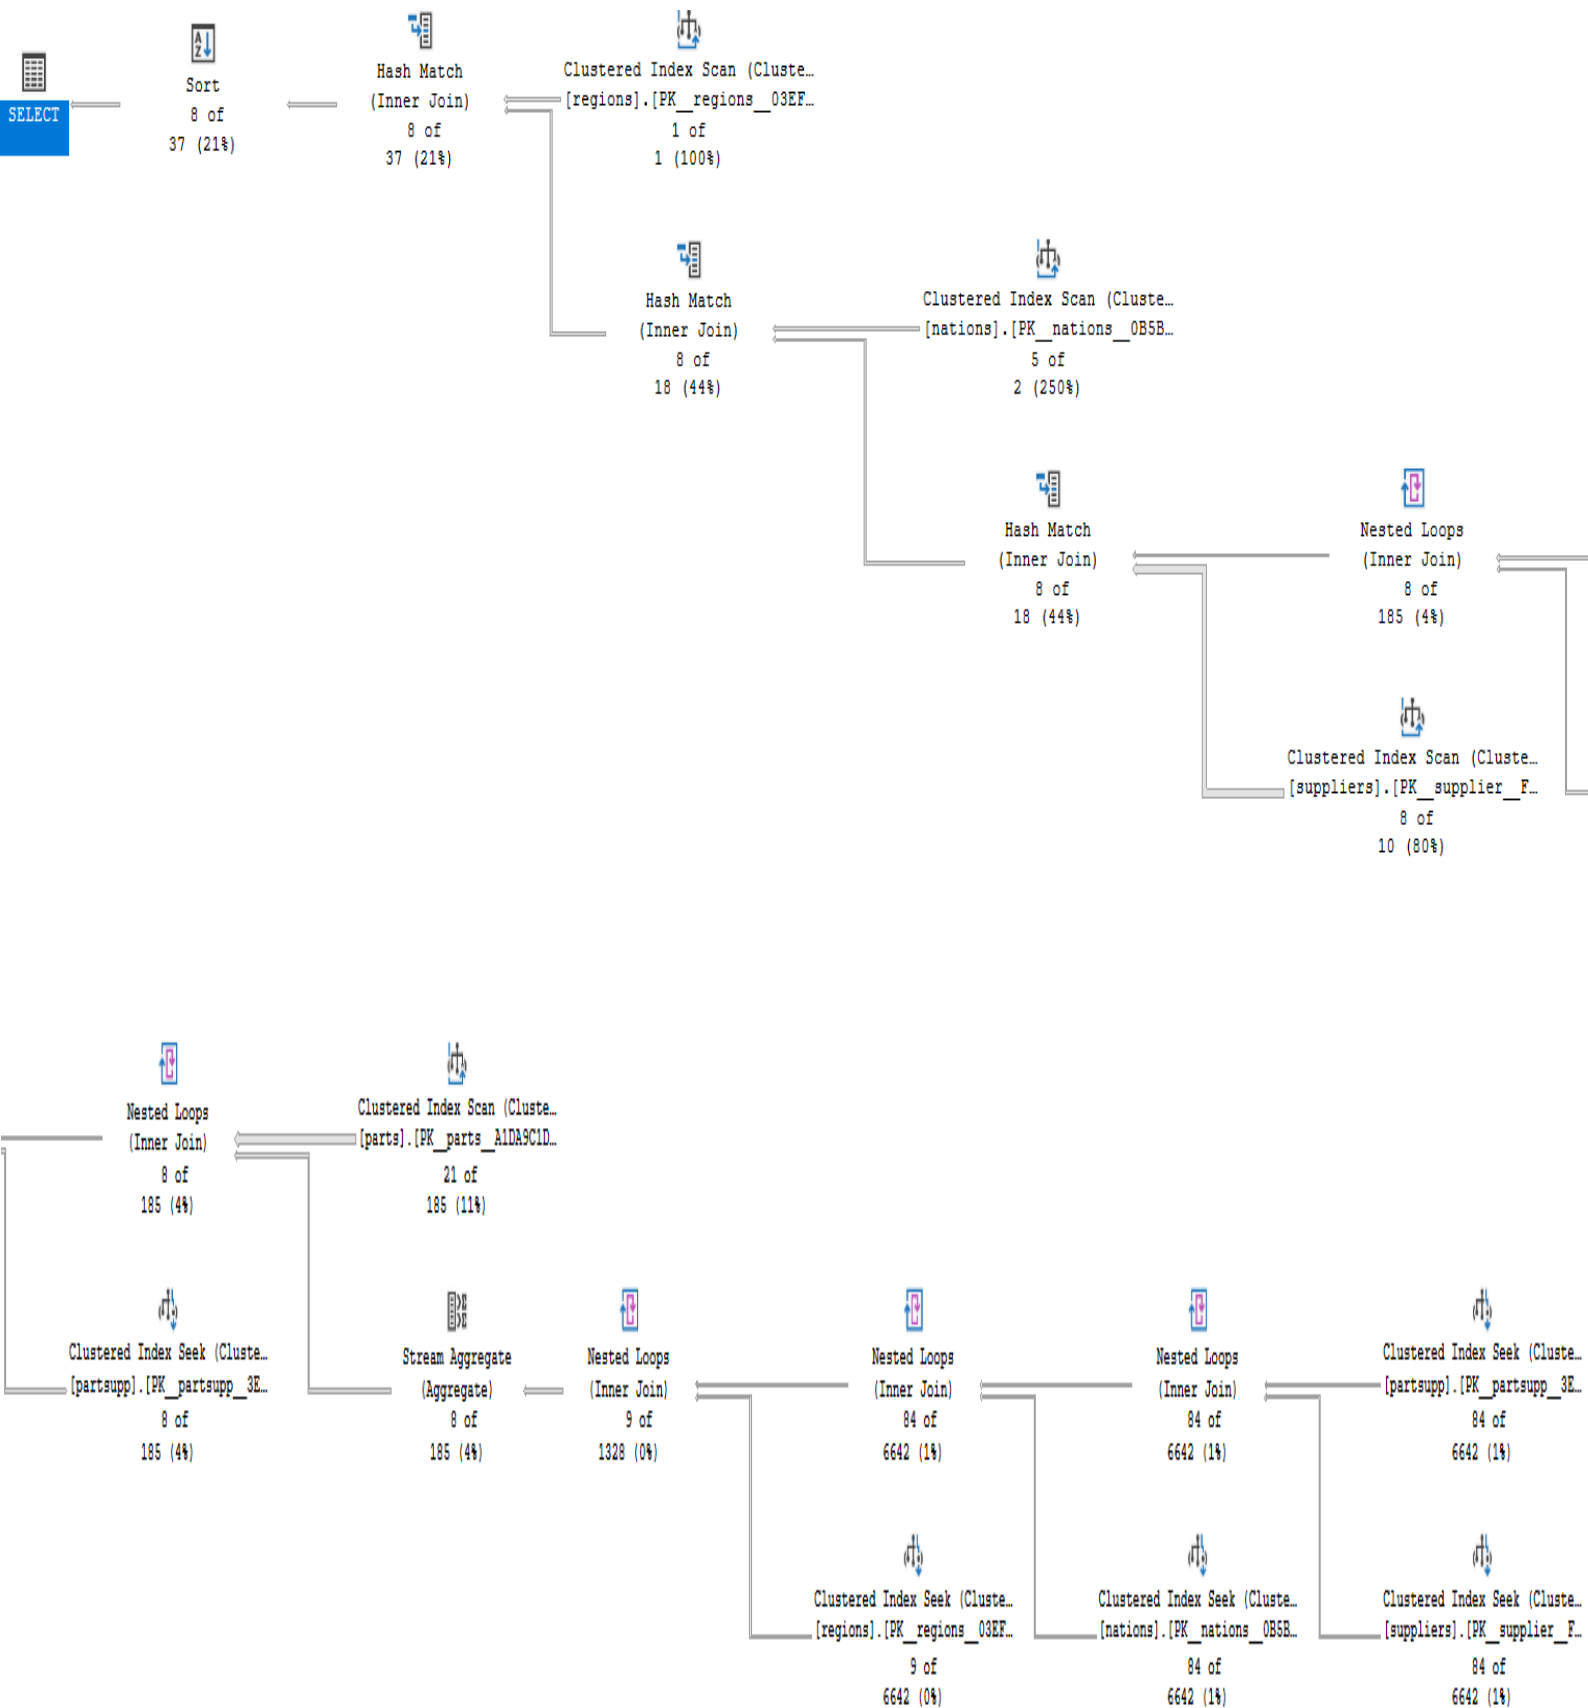 SELECT
Sort
8 of
37 (21%)
Hash Match
(Inner Join)
8 of
37 (21%)
Clustered Index Scan (Cluste…
[regions].[PK__regions__03EF…
1 of
1 (100%)
Hash Match
(Inner Join)
8 of
18 (44%)
Clustered Index Scan (Cluste…
[nations].[PK__nations__0B5B…
5 of
2 (250%)
Hash Match
(Inner Join)
8 of
18 (44%)
Nested Loops
(Inner Join)
8 of
185 (4%)
Clustered Index Scan (Cluste…
[suppliers].[PK__supplier__F…
8 of
10 (80%)
Nested Loops
(Inner Join)
8 of
185 (4%)
Clustered Index Scan (Cluste…
[parts].[PK__parts__A1DA9C1D…
21 of
185 (11%)
Clustered Index Seek (Cluste…
[partsupp].[PK__partsupp__3E…
8 of
185 (4%)
Stream Aggregate
(Aggregate)
8 of
185 (4%)
Nested Loops
(Inner Join)
9 of
1328 (0%)
Nested Loops
(Inner Join)
84 of
6642 (1%)
Nested Loops
(Inner Join)
84 of
6642 (1%)
Clustered Index Seek (Cluste…
[partsupp].[PK__partsupp__3E…
84 of
6642 (1%)
Clustered Index Seek (Cluste…
[regions].[PK__regions__03EF…
9 of
6642 (0%)
Clustered Index Seek (Cluste…
[nations].[PK__nations__0B5B…
84 of
6642 (1%)
Clustered Index Seek (Cluste…
[suppliers].[PK__supplier__F…
84 of
6642 (1%)